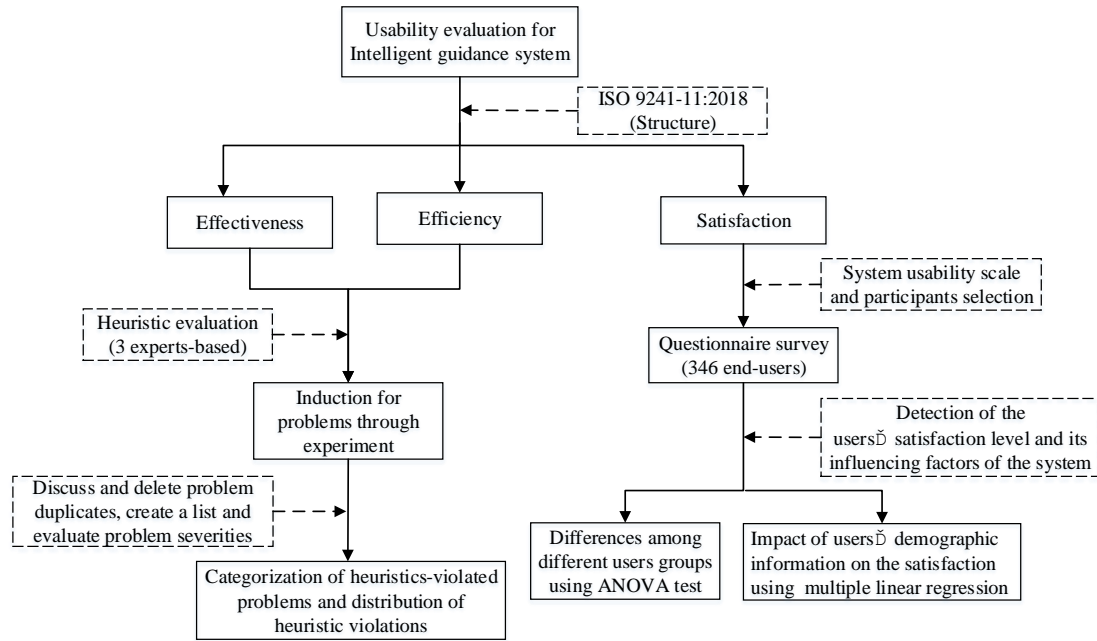 Usability evaluation for
Intelligent guidance system
ISO 9241-11:2018
(Structure)
Effectiveness
Efficiency
Satisfaction
System usability scale
and participants selection
Heuristic evaluation
(3 experts-based)
Questionnaire survey
(346 end-users)
Induction for
problems through
experiment
Detection of the
usersĎ satisfaction level and its
influencing factors of the system
Discuss and delete problem
duplicates, create a list and
evaluate problem severities
Differences among
different users groups
using ANOVA test
Impact of usersĎ demographic
information on the satisfaction
using multiple linear regression
Categorization of heuristics-violated
problems and distribution of
heuristic violations